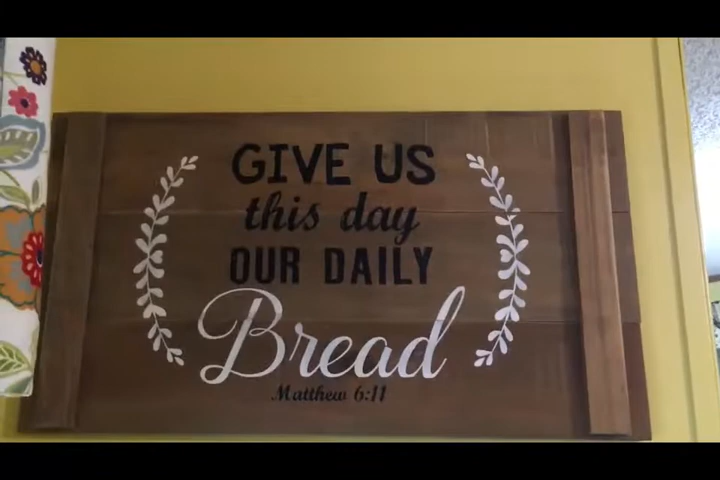 GIVE US
this day
OUR DAILY
Bread
Matthew 6:11